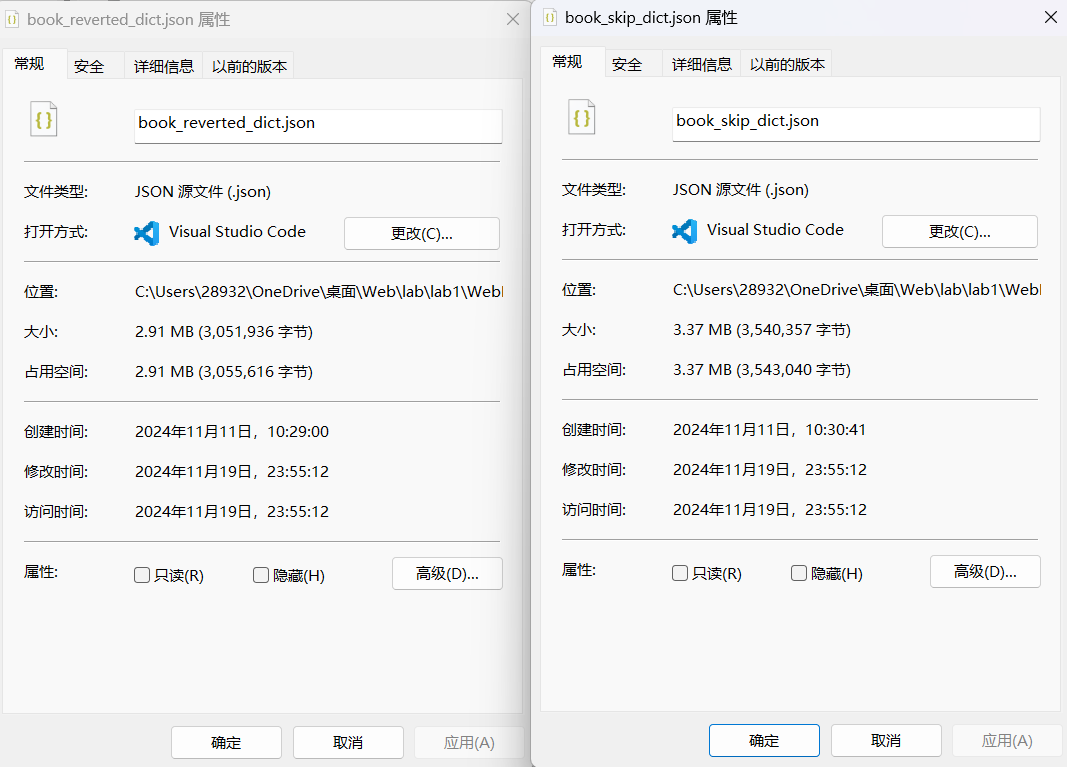 book_reverted_dict.json 属性
常规
安全
详细信息
以前的版本
book_reverted_dict.json
文件类型:
JSON 源文件 (.json)
打开方式:
Visual Studio Code
更改(C)...
位置:
C:\Users\28932\OneDrive\桌面\Web\lab\lab1\Web
大小:
2.91 MB (3,051,936 字节)
占用空间:
2.91 MB (3,055,616 字节)
创建时间:
2024年11月11日，10:29:00
修改时间:
2024年11月19日，23:55:12
访问时间:
2024年11月19日，23:55:12
属性:
只读(R)
隐藏(H)
高级(D)...
确定
取消
应用(A)
book_skip_dict.json 属性
常规
安全
详细信息
以前的版本
book_skip_dict.json
文件类型:
JSON 源文件 (.json)
打开方式:
Visual Studio Code
更改(C)...
位置:
C:\Users\28932\OneDrive\桌面\Web\lab\lab1\Web
大小:
3.37 MB (3,540,357 字节)
占用空间:
3.37 MB (3,543,040 字节)
创建时间:
2024年11月11日，10:30:41
修改时间:
2024年11月19日，23:55:12
访问时间:
2024年11月19日，23:55:12
属性:
只读(R)
隐藏(H)
高级(D)...
确定
取消
应用(A)